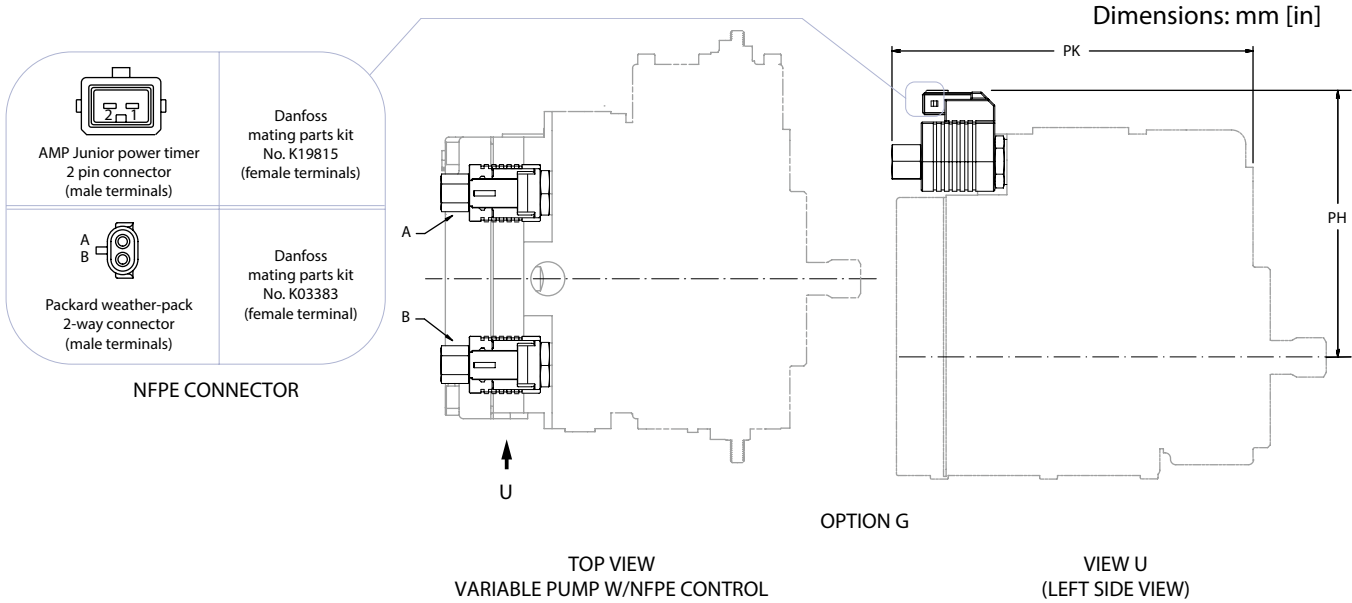 Dimensions: mm [in]
PK
2 1
AMP Junior power timer
2 pin connector
(male terminals)
Danfoss
mating parts kit
No. K19815
(female terminals)
A
B
Packard weather-pack
2-way connector
(male terminals)
Danfoss
mating parts kit
No. K03383
(female terminal)
NFPE CONNECTOR
A
B
U
PH
OPTION G
TOP VIEW
VARIABLE PUMP W/NFPE CONTROL
VIEW U
(LEFT SIDE VIEW)